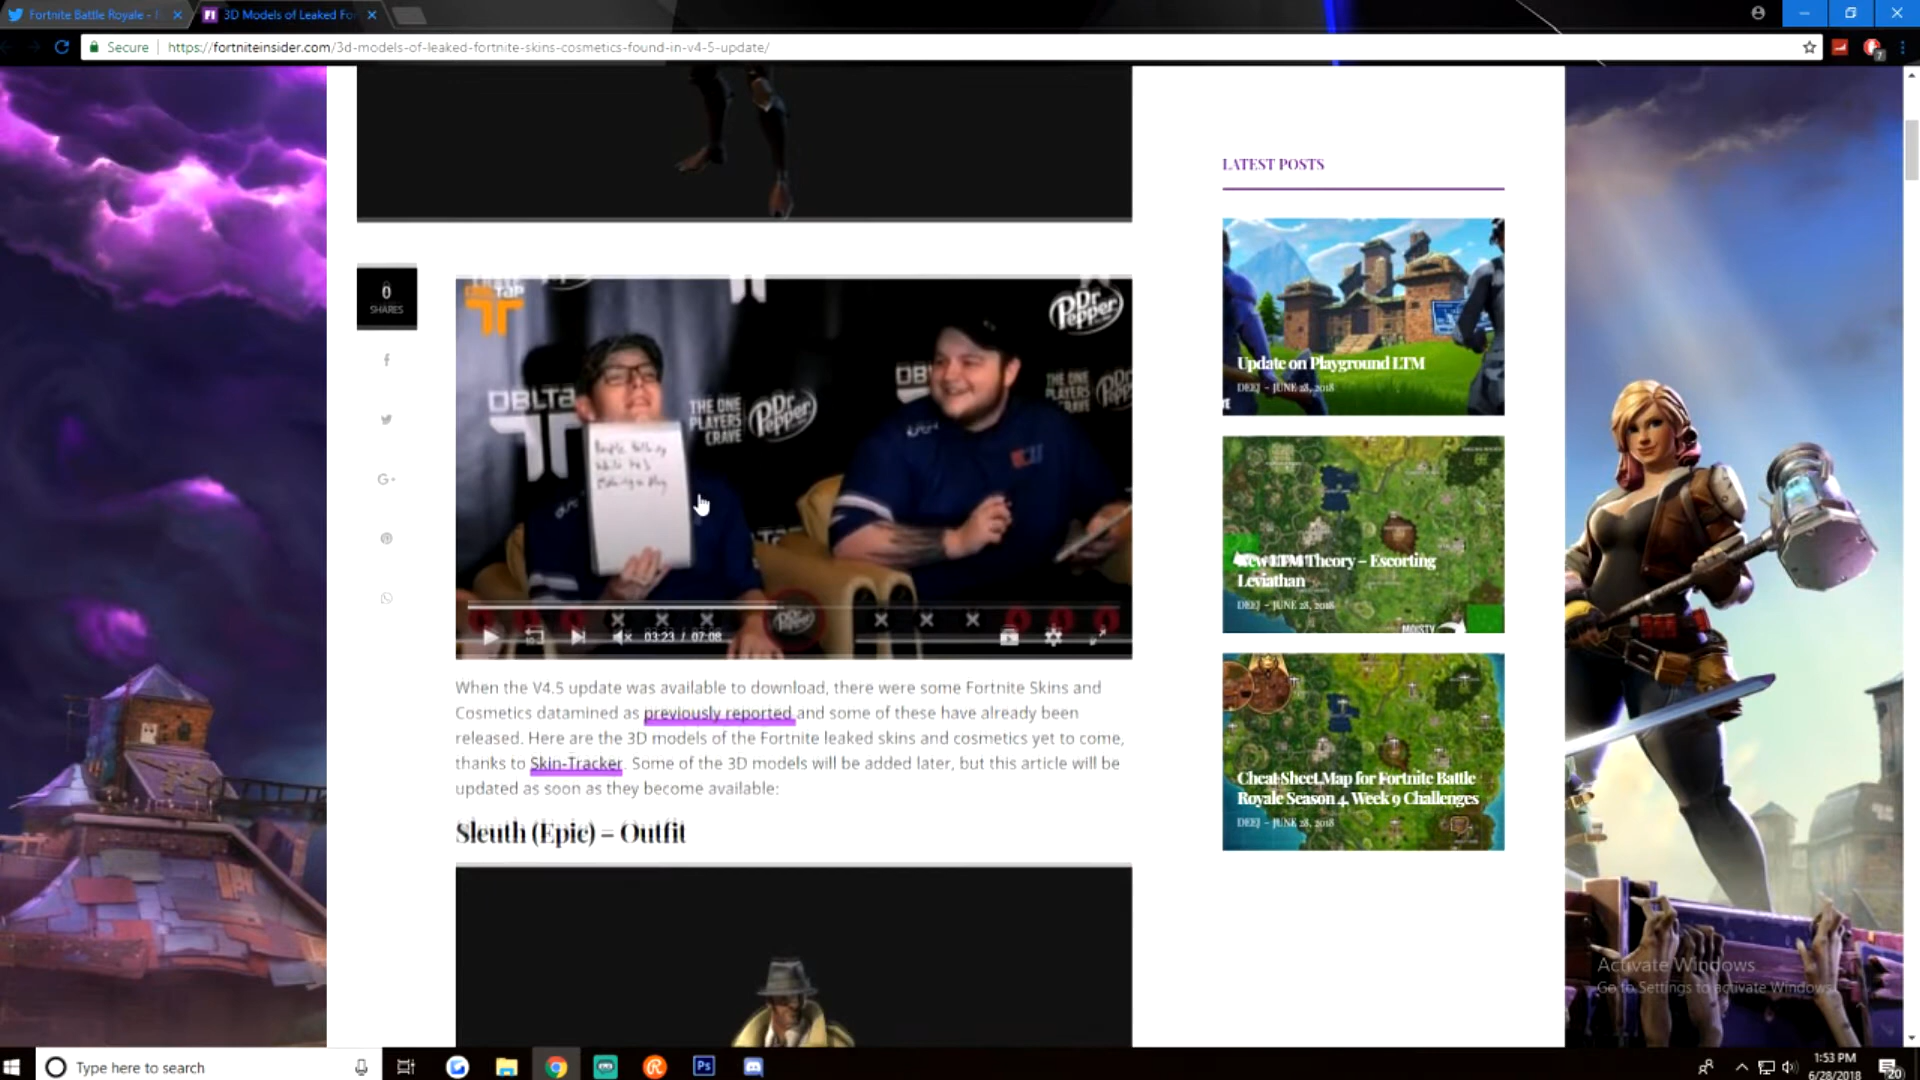 Fortnite Battle Royale -
3D Models of Leaked Fo
Secure
https://fortniteinsider.com/3d-models-of-leaked-fortnite-skins-cosmetics-found-in-v4-5-update/
7
0
SHARES
Dr Pepper
DELTA
THE ONE
PLAYERS
CRAVE
Dr Pepper
03:23 / 07:08
When the V4.5 update was available to download, there were some Fortnite Skins and
Cosmetics datamined as previously reported and some of these have already been
released. Here are the 3D models of the Fortnite leaked skins and cosmetics yet to come,
thanks to Skin-Tracker. Some of the 3D models will be added later, but this article will be
updated as soon as they become available:
Sleuth (Epic) – Outfit
LATEST POSTS
Update on Playground LTM
DEEJ - JUNE 28, 2018
New LTM Theory – Escorting
Leviathan
DEEJ - JUNE 28, 2018
MOISTY
Cheat Sheet Map for Fortnite Battle
Royale Season 4, Week 9 Challenges
DEEJ - JUNE 28, 2018
Activate Windows
Go to Settings to activate Windows.
Type here to search
Ps
1:53 PM
6/28/2018
20